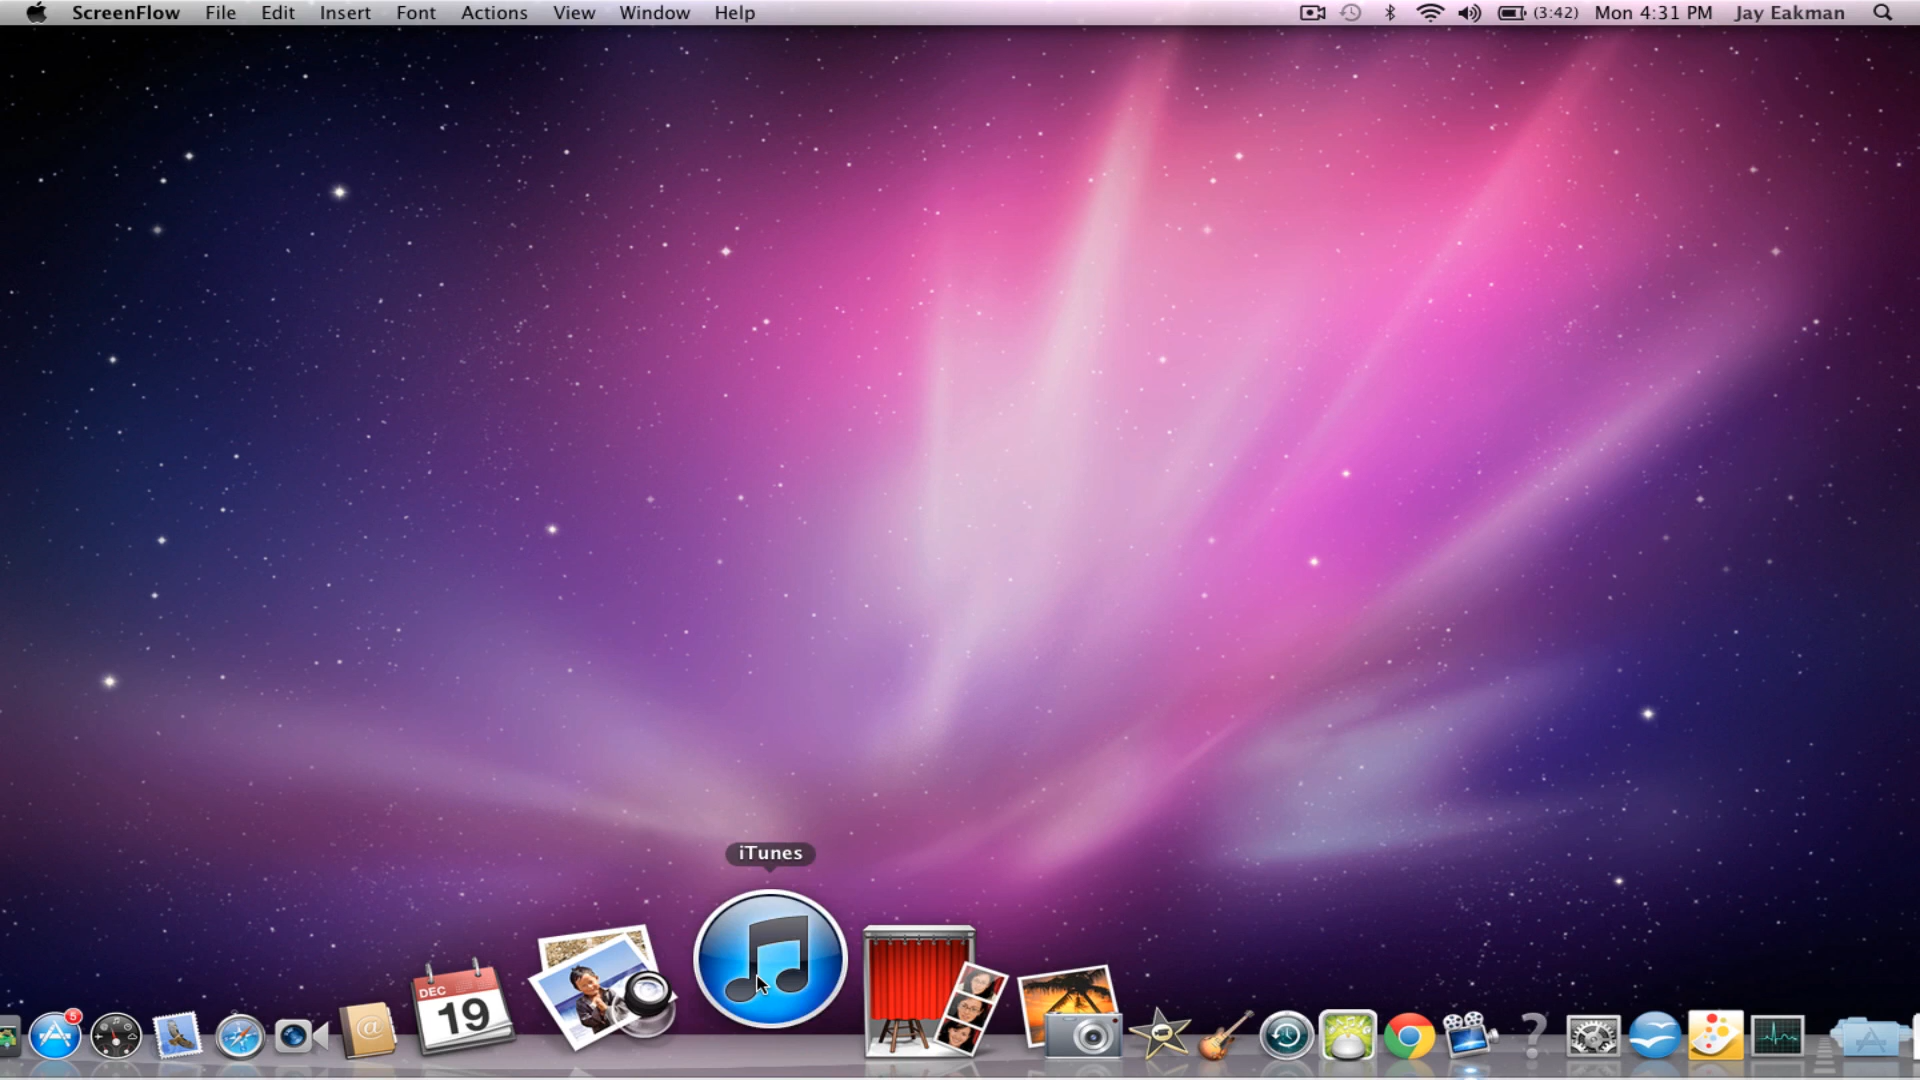 ScreenFlow File Edit Insert Font Actions View Window Help (3:42) Mon 4:31 PM Jay Eakman
iTunes
5
DEC
19
@
?